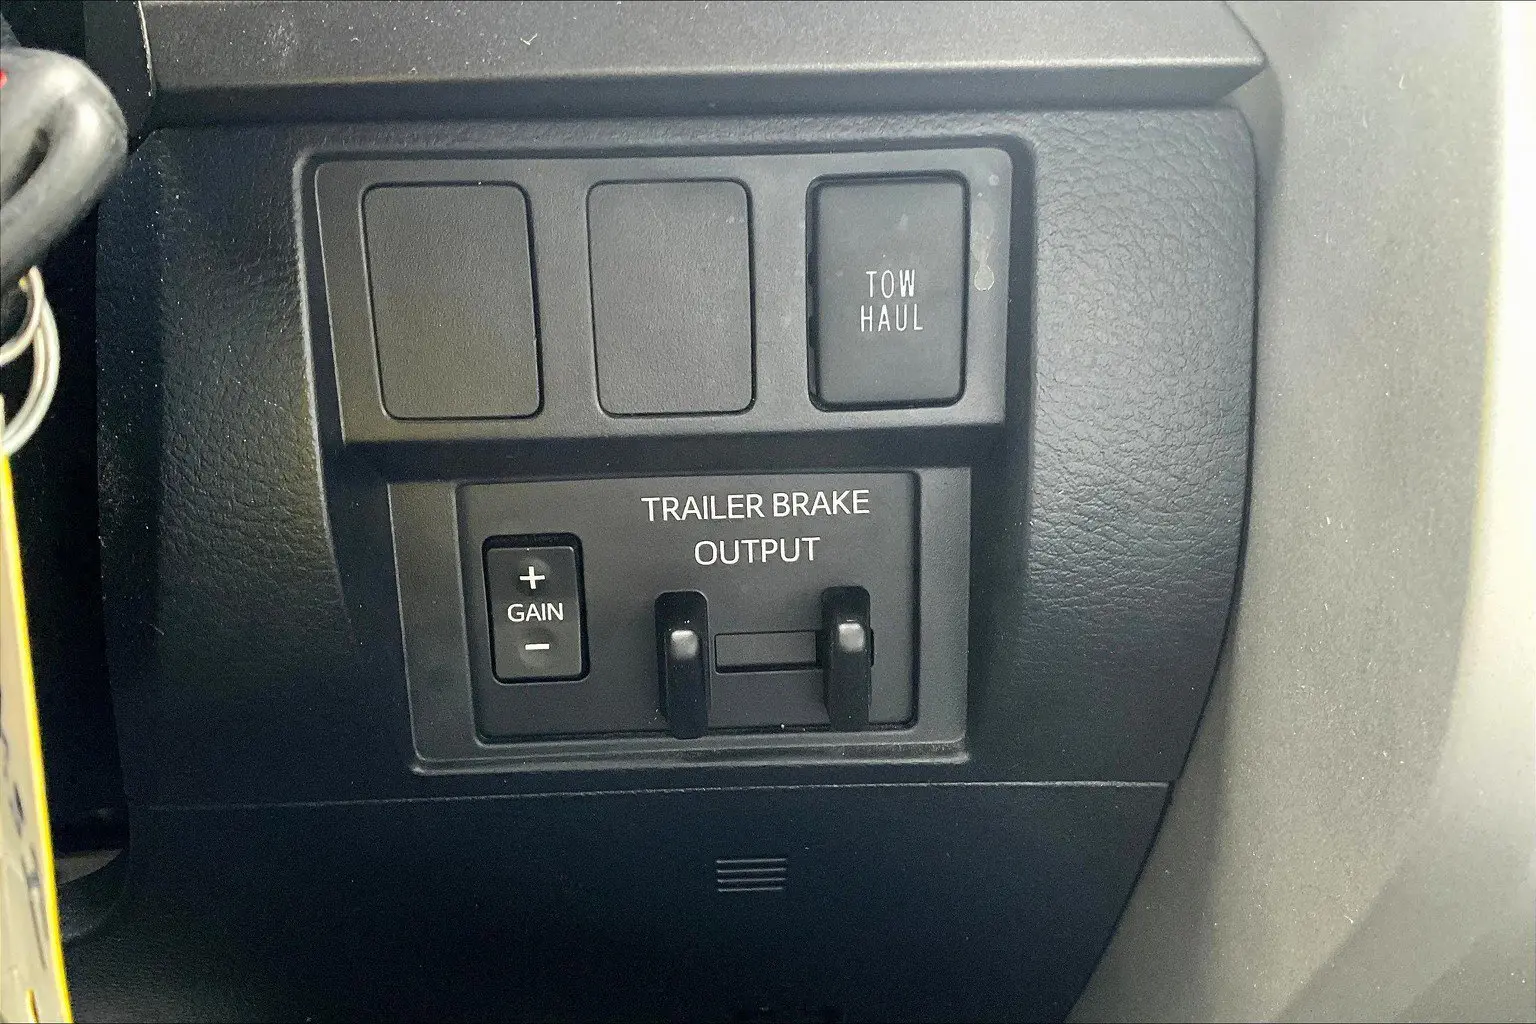 TOW
HAUL
TRAILER BRAKE
OUTPUT
+
GAIN
-